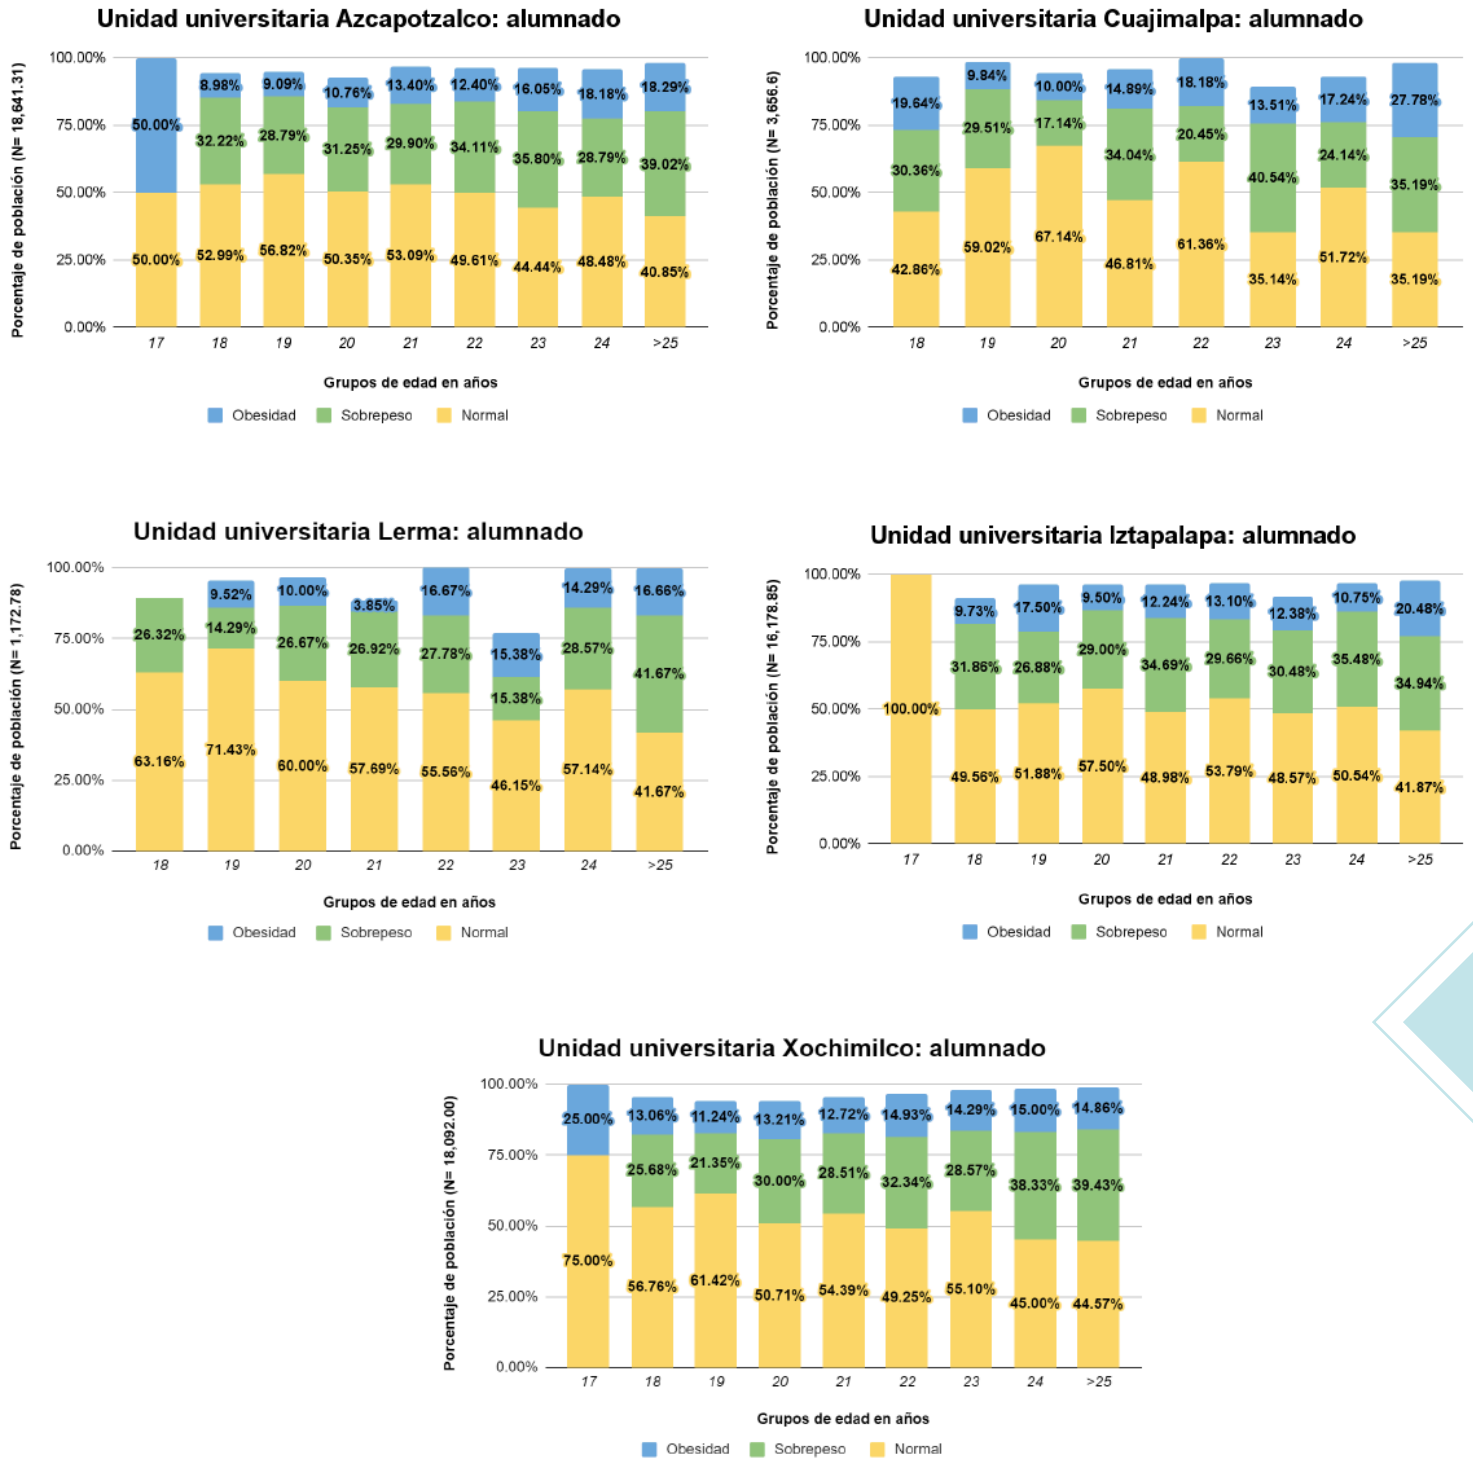 Unidad universitaria Azcapotzalco: alumnado
Porcentaje de población (N= 18,641.31)
100.00%
75.00%
50.00%
25.00%
0.00%
50.00% 8.98% 9.09% 10.76% 13.40% 12.40% 16.05% 18.18% 18.29%
32.22% 28.79% 31.25% 29.90% 34.11% 35.80% 28.79% 39.02%
50.00% 52.99% 56.82% 50.35% 53.09% 49.61% 44.44% 48.48% 40.85%
17 18 19 20 21 22 23 24 >25
Grupos de edad en años
Obesidad Sobrepeso Normal
Unidad universitaria Cuajimalpa: alumnado
Porcentaje de población (N= 3,656.6)
100.00%
75.00%
50.00%
25.00%
0.00%
19.64% 9.84% 10.00% 14.89% 18.18% 13.51% 17.24% 27.78%
30.36% 29.51% 17.14% 34.04% 20.45% 40.54% 24.14% 35.19%
42.86% 59.02% 67.14% 46.81% 61.36% 35.14% 51.72% 35.19%
18 19 20 21 22 23 24 >25
Grupos de edad en años
Obesidad Sobrepeso Normal
Unidad universitaria Lerma: alumnado
Porcentaje de población (N= 1,172.78)
100.00%
75.00%
50.00%
25.00%
0.00%
9.52% 10.00% 3.85% 16.67% 15.38% 14.29% 16.66%
26.32% 14.29% 26.67% 26.92% 27.78% 15.38% 28.57% 41.67%
63.16% 71.43% 60.00% 57.69% 55.56% 46.15% 57.14% 41.67%
18 19 20 21 22 23 24 >25
Grupos de edad en años
Obesidad Sobrepeso Normal
Unidad universitaria Iztapalapa: alumnado
Porcentaje de población (N= 16,178.85)
100.00%
75.00%
50.00%
25.00%
0.00%
9.73% 17.50% 9.50% 12.24% 13.10% 12.38% 10.75% 20.48%
31.86% 26.88% 29.00% 34.69% 29.66% 30.48% 35.48% 34.94%
100.00% 49.56% 51.88% 57.50% 48.98% 53.79% 48.57% 50.54% 41.87%
17 18 19 20 21 22 23 24 >25
Grupos de edad en años
Obesidad Sobrepeso Normal
Unidad universitaria Xochimilco: alumnado
Porcentaje de población (N= 18,092.00)
100.00%
75.00%
50.00%
25.00%
0.00%
25.00% 13.06% 11.24% 13.21% 12.72% 14.93% 14.29% 15.00% 14.86%
25.68% 21.35% 30.00% 28.51% 32.34% 28.57% 38.33% 39.43%
75.00% 56.76% 61.42% 50.71% 54.39% 49.25% 55.10% 45.00% 44.57%
17 18 19 20 21 22 23 24 >25
Grupos de edad en años
Obesidad Sobrepeso Normal